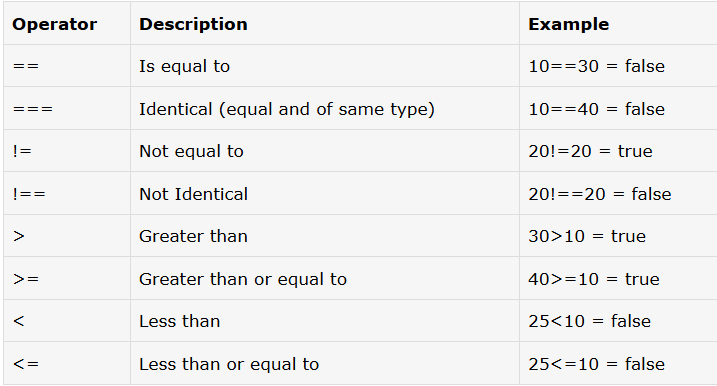 Operator Description Example
== Is equal to 10==30 = false
=== Identical (equal and of same type) 10==40 = false
!= Not equal to 20!=20 = true
!== Not Identical 20!==20 = false
> Greater than 30>10 = true
>= Greater than or equal to 40>=10 = true
< Less than 25<10 = false
<= Less than or equal to 25<=10 = false